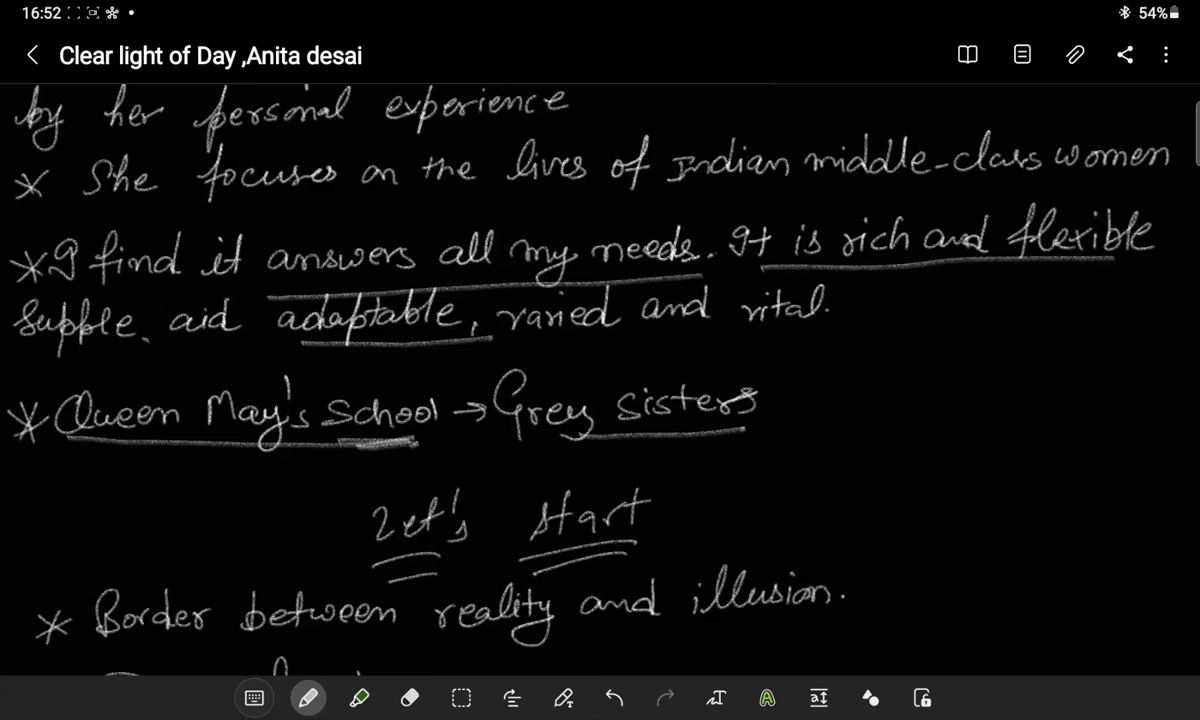 16:52
54%
Clear light of Day ,Anita desai
by her personal experience
* She focuses on the lives of Indian middle-class women
* I find it answers all my needs. It is rich and flexible
Supple, aid adaptable, varied and vital.
* Queen May's School → Grey Sisters
Let's start
* Border between reality and illusion.